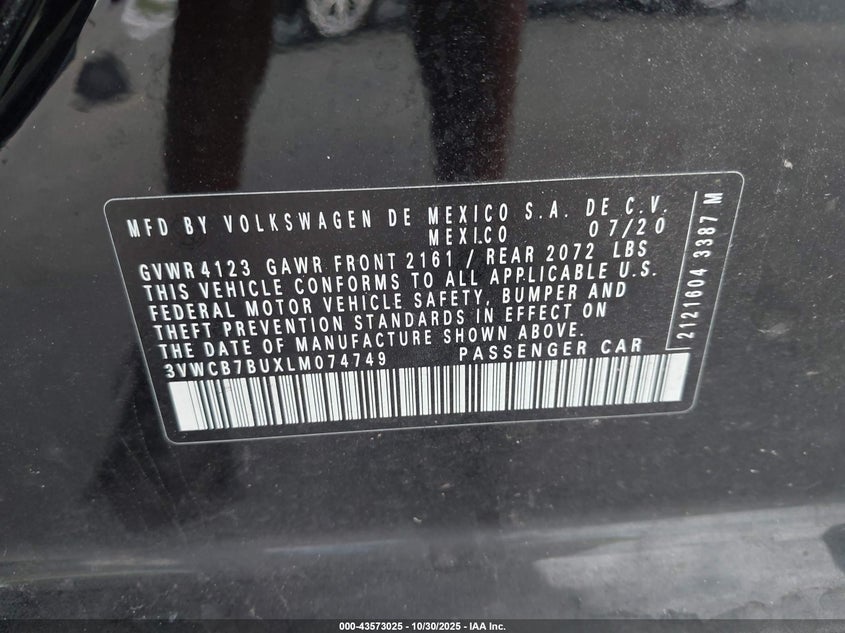 MFD BY VOLKSWAGEN DE MEXICO S.A. DE C.V.
MEXICO 07/20
GVWR 4123 GAWR FRONT 2161 / REAR 2072 LBS
THIS VEHICLE CONFORMS TO ALL APPLICABLE U.S.
FEDERAL MOTOR VEHICLE SAFETY, BUMPER AND
THEFT PREVENTION STANDARDS IN EFFECT ON
THE DATE OF MANUFACTURE SHOWN ABOVE.
3VWCB7BUXLM074749 PASSENGER CAR
2121604 3387 M
000-43573025 | 10/30/2025 - IAA Inc.